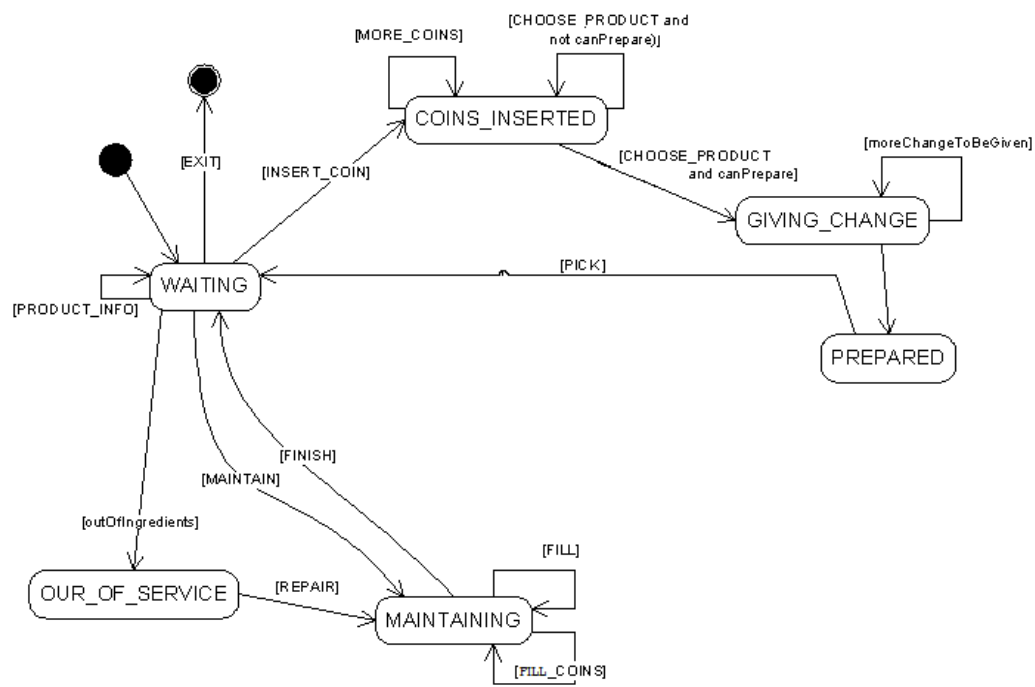 [CHOOSE_PRODUCT and
not canPrepare)]
[MORE_COINS]
COINS_INSERTED
[moreChangeToBeGiven]
[EXIT]
[INSERT_COIN]
[CHOOSE_PRODUCT
and canPrepare]
GIVING_CHANGE
[PICK]
WAITING
[PRODUCT_INFO]
PREPARED
[FINISH]
[MAINTAIN]
[outOfIngredients]
[FILL]
OUR_OF_SERVICE
[REPAIR]
MAINTAINING
[FILL_COINS]